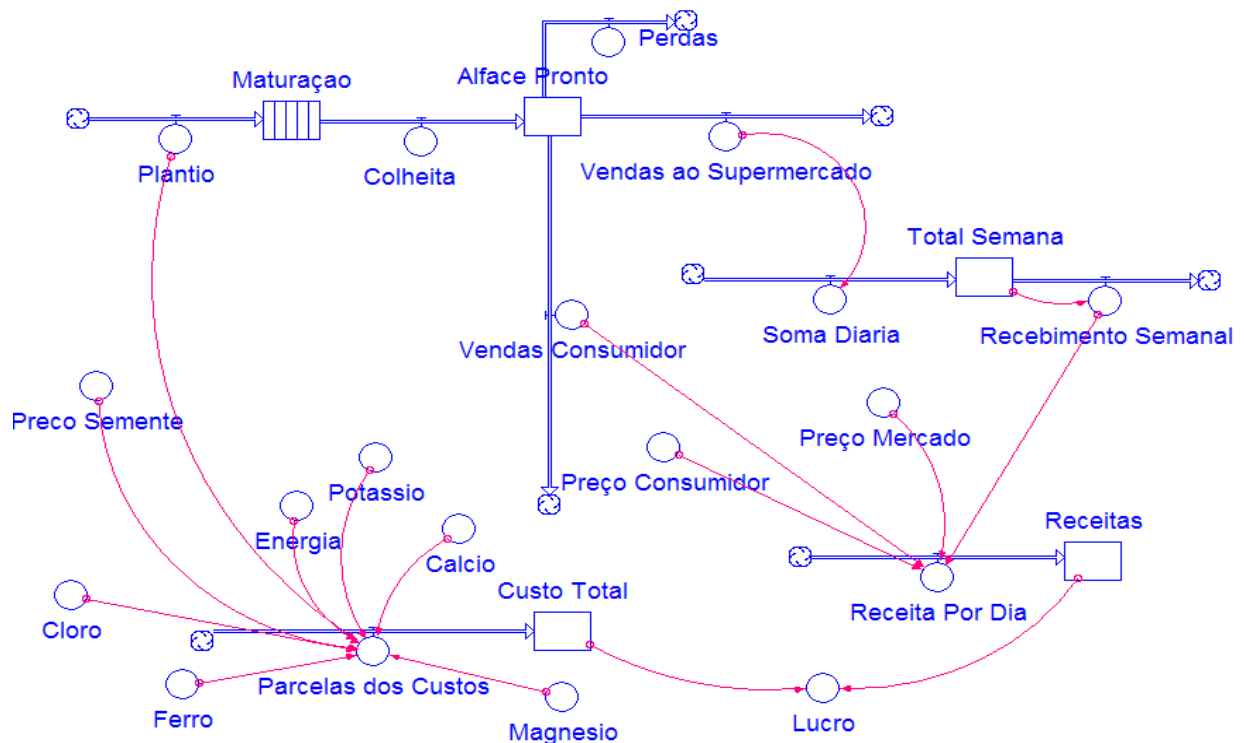 Perdas
Maturaçao
Alface Pronto
Plantio
Colheita
Vendas ao Supermercado
Total Semana
Soma Diaria
Recebimento Semanal
Vendas Consumidor
Preco Semente
Preço Mercado
Potassio
Preço Consumidor
Energia
Calcio
Receitas
Custo Total
Cloro
Receita Por Dia
Parcelas dos Custos
Ferro
Magnesio
Lucro